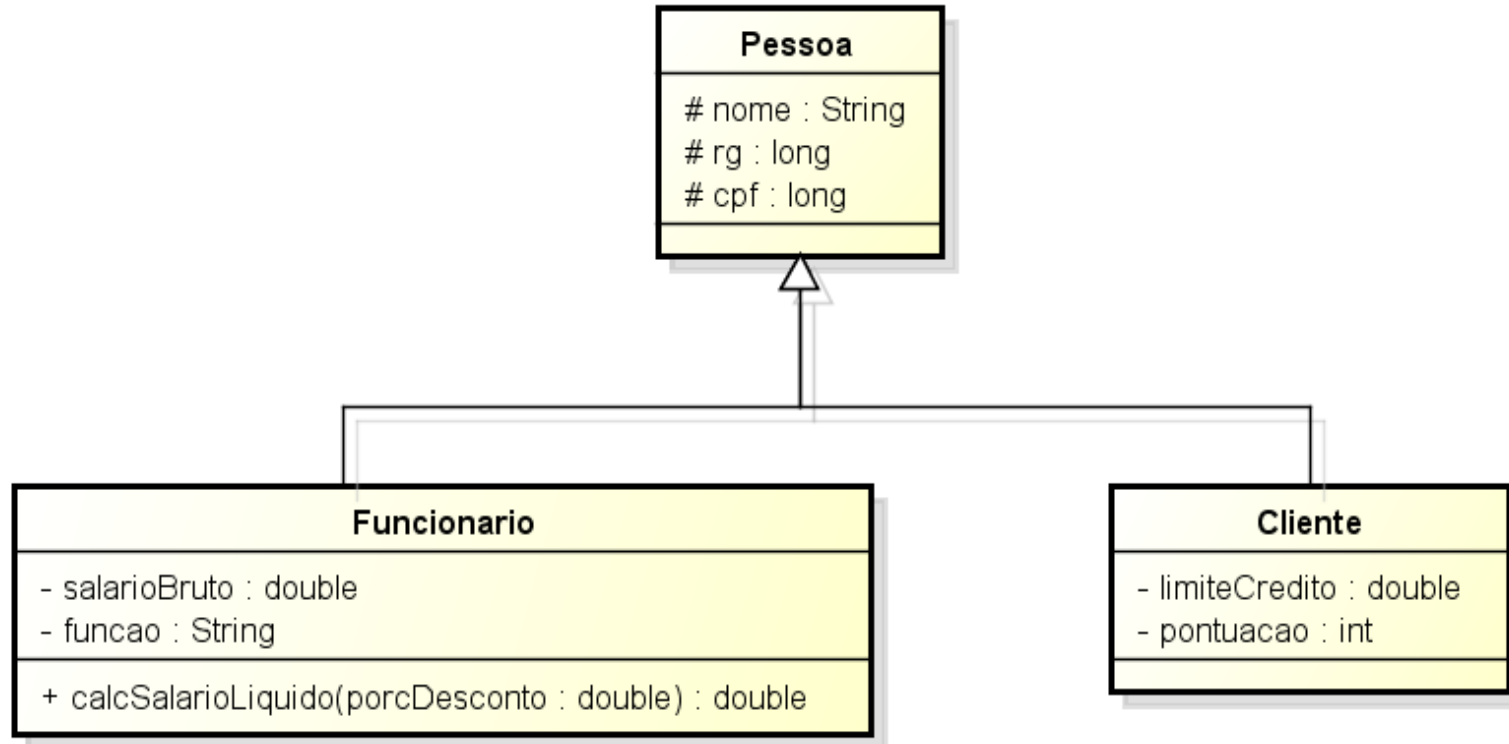 Pessoa
# nome : String
# rg : long
# cpf : long
Funcionario
- salarioBruto : double
- funcao : String
+ calcSalarioLiquido(porcDesconto : double) : double
Cliente
- limiteCredito : double
- pontuacao : int